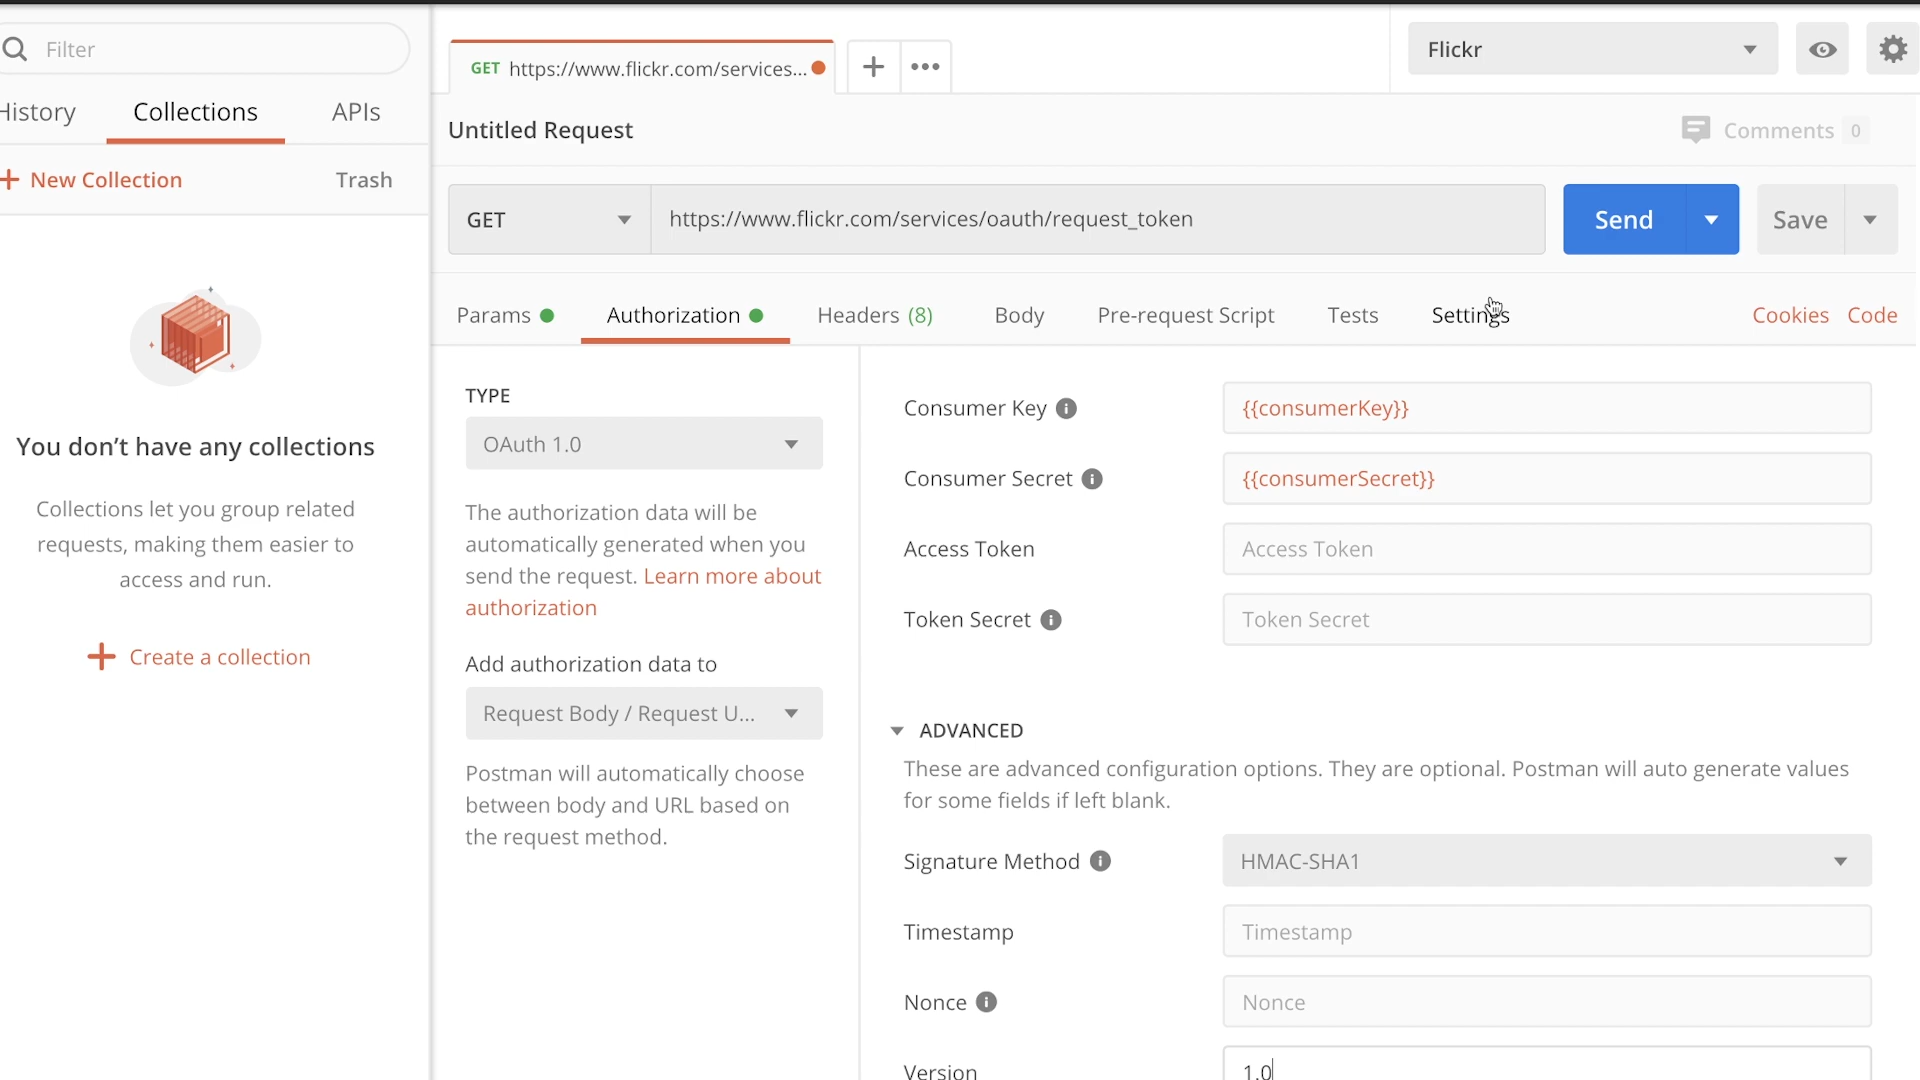 Filter
History
Collections
APIs
New Collection
Trash
You don't have any collections
Collections let you group related
requests, making them easier to
access and run.
Create a collection
GET https://www.flickr.com/services...
Flickr
Untitled Request
Comments 0
GET
https://www.flickr.com/services/oauth/request_token
Send
Save
Params
Authorization
Headers (8)
Body
Pre-request Script
Tests
Settings
Cookies
Code
TYPE
OAuth 1.0
The authorization data will be
automatically generated when you
send the request. Learn more about
authorization
Add authorization data to
Request Body / Request U...
Postman will automatically choose
between body and URL based on
the request method.
Consumer Key
{{consumerKey}}
Consumer Secret
{{consumerSecret}}
Access Token
Access Token
Token Secret
Token Secret
ADVANCED
These are advanced configuration options. They are optional. Postman will auto generate values
for some fields if left blank.
Signature Method
HMAC-SHA1
Timestamp
Timestamp
Nonce
Nonce
Version
1.0